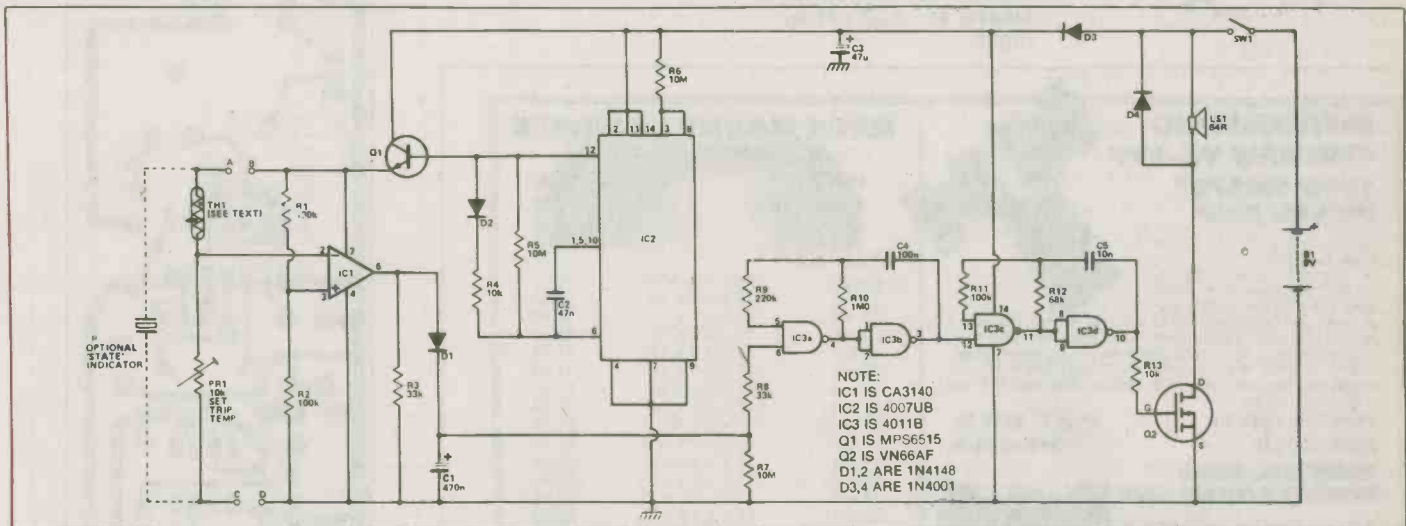 D3
SW1
C3
47u
+
R6
10M
D4
LS1
64R
2
11
14
3
8
Q1
12
A
B
TH1
(SEE TEXT)
R1
D2
R5
10M
1,5,10
IC2
B1
9V
+
2
7
6
IC1
3
4
+
R4
10k
C2
47n
6
C4
100n
C5
10n
R9
220k
R10
1M0
R11
100k
R12
68k
14
13
12
IC3c
11
8
9
IC3d
10
5
6
IC3a
4
1
IC3b
3
7
7
OPTIONAL
'STATE'
INDICATOR
PR1
10k
SET
TRIP
TEMP
R2
100k
R3
33k
D1
4
7
9
R8
33k
R13
10k
D
G
S
Q2
+
C1
470n
R7
10M
C
D
NOTE:
IC1 IS CA3140
IC2 IS 4007UB
IC3 IS 4011B
Q1 IS MPS6515
Q2 IS VN66AF
D1,2 ARE 1N4148
D3,4 ARE 1N4001